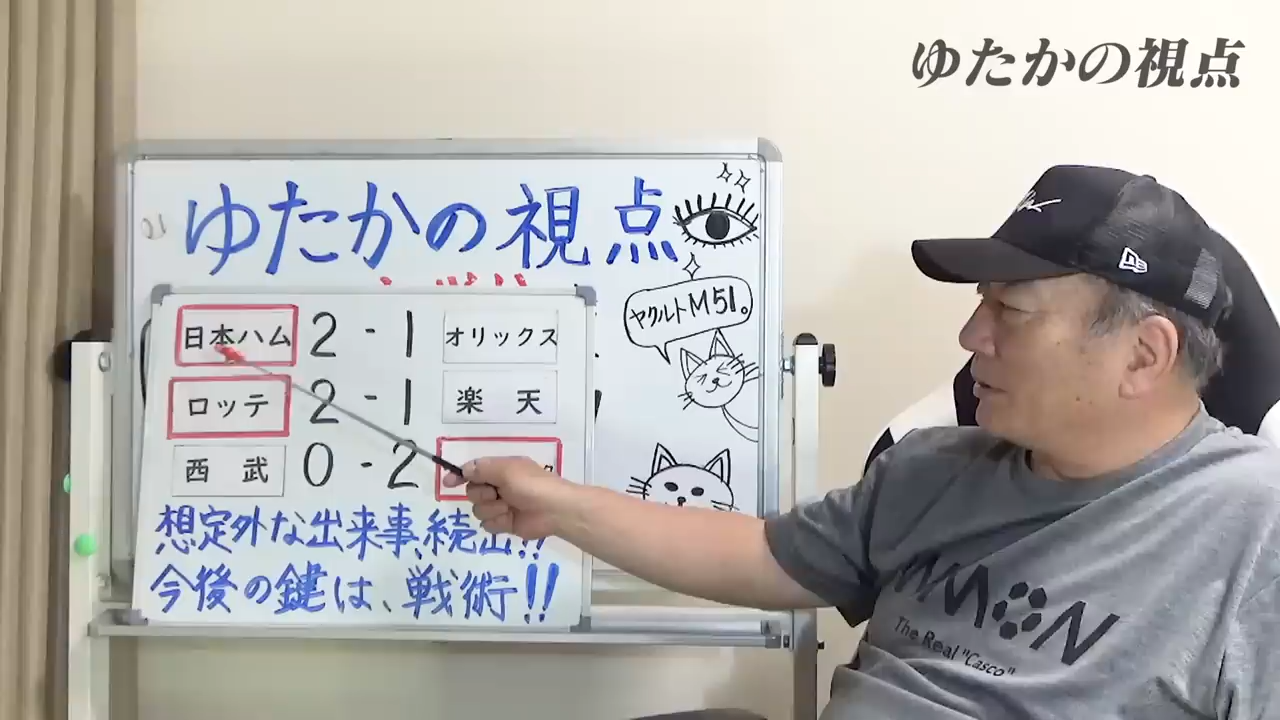 ゆたかの視点
ゆたかの視点
ヤクルトM51。
日本ハム 2-1 オリックス
ロッテ 2-1 楽天
西武 0-2
想定外な出来事、続出!!
今後の鍵は、戦術!!
The Real "Casco"